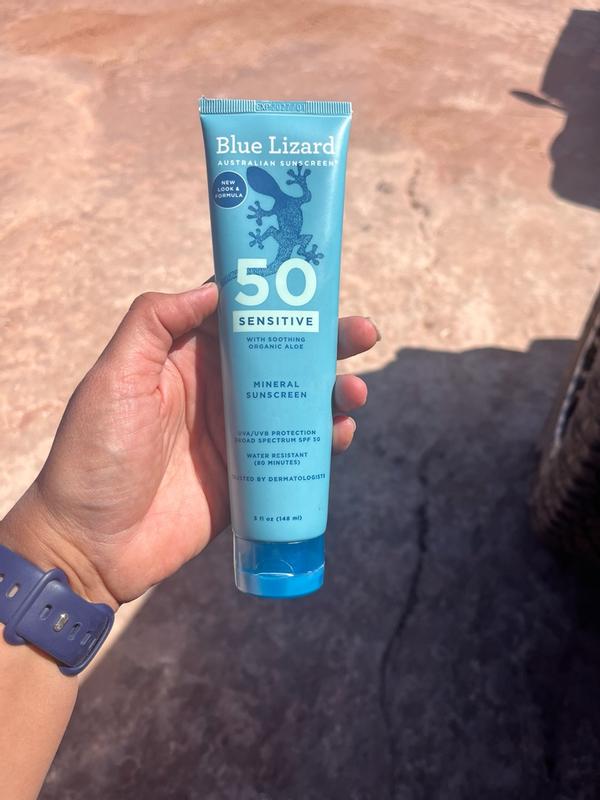 Blue Lizard
AUSTRALIAN SUNSCREEN®
NEW
LOOK &
FORMULA
50
SENSITIVE
WITH SOOTHING
ORGANIC ALOE
MINERAL
SUNSCREEN
UVA/UVB PROTECTION
BROAD SPECTRUM SPF 50
WATER RESISTANT
(80 MINUTES)
TRUSTED BY DERMATOLOGISTS
5 fl oz (148 ml)